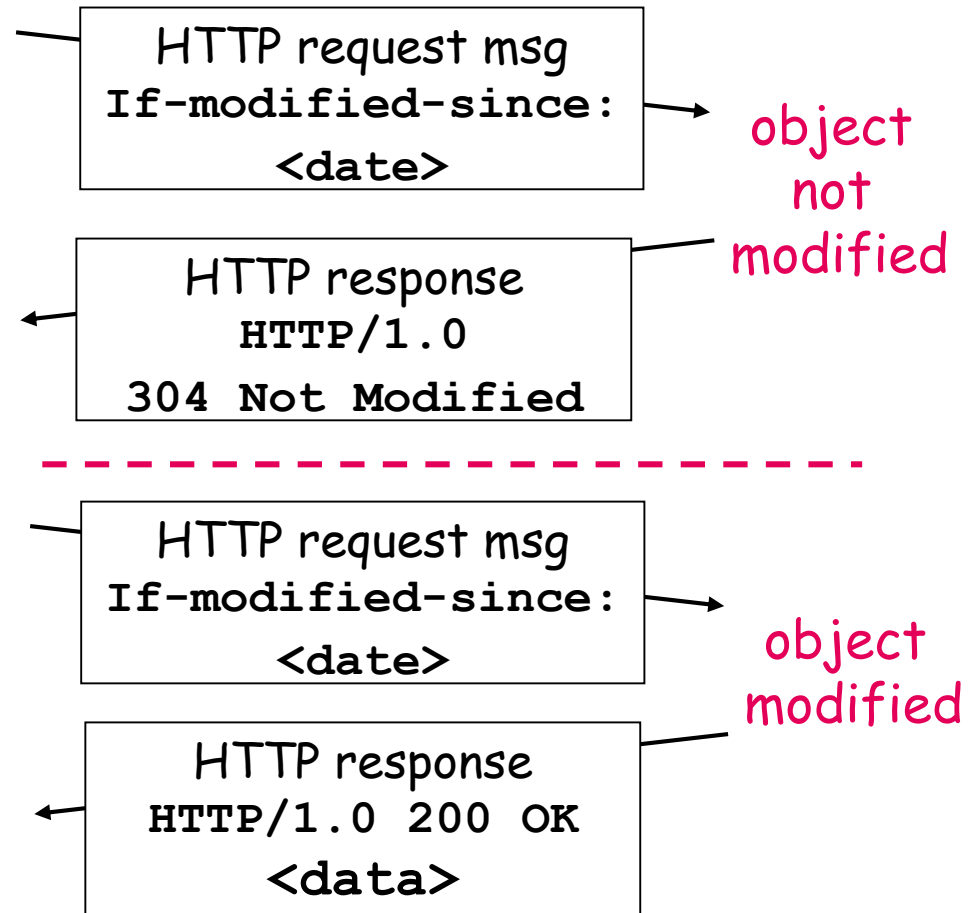 HTTP request msg
If-modified-since:
<date>
object
not
modified
HTTP response
HTTP/1.0
304 Not Modified
HTTP request msg
If-modified-since:
<date>
object
modified
HTTP response
HTTP/1.0 200 OK
<data>